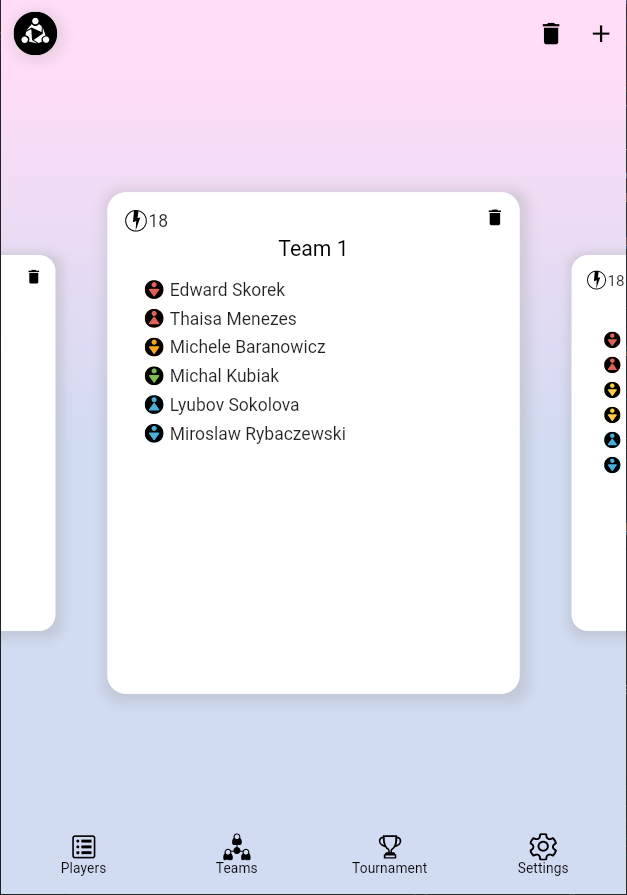 18
Team 1
Edward Skorek
Thaisa Menezes
Michele Baranowicz
Michal Kubiak
Lyubov Sokolova
Miroslaw Rybaczewski
18
Players
Teams
Tournament
Settings